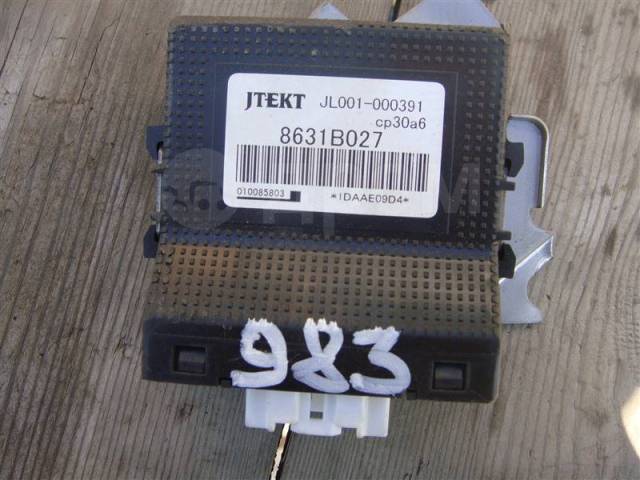 JTEKT JL001-000391
cp30a6
8631B027
010085803 *IDAAE09D4*
983